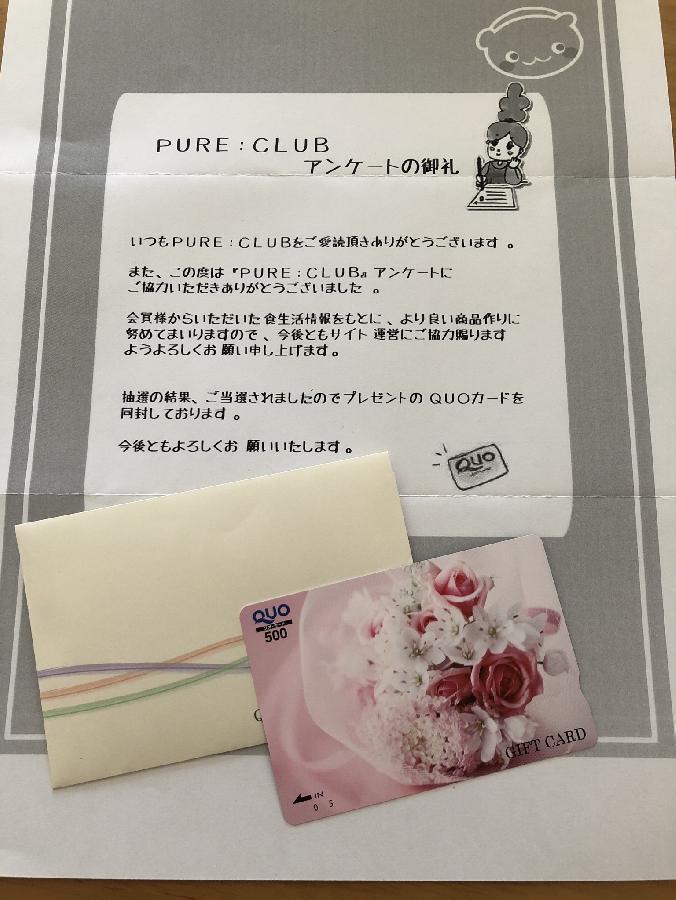 PURE:CLUB
アンケートの御礼
いつもPURE:CLUBをご愛読頂きありがとうございます。
また、この度は『PURE:CLUB』アンケートに
ご協力いただきありがとうございました。
会員様からいただいた食生活情報をもとに、より良い商品作りに
努めてまいりますので、今後ともサイト運営にご協力賜ります
ようよろしくお願い申し上げます。
抽選の結果、ご当選されましたのでプレゼントのQUOカードを
同封しております。
今後ともよろしくお願いいたします。
QUO
QUO
500
GIFT CARD
IN
0 5
G